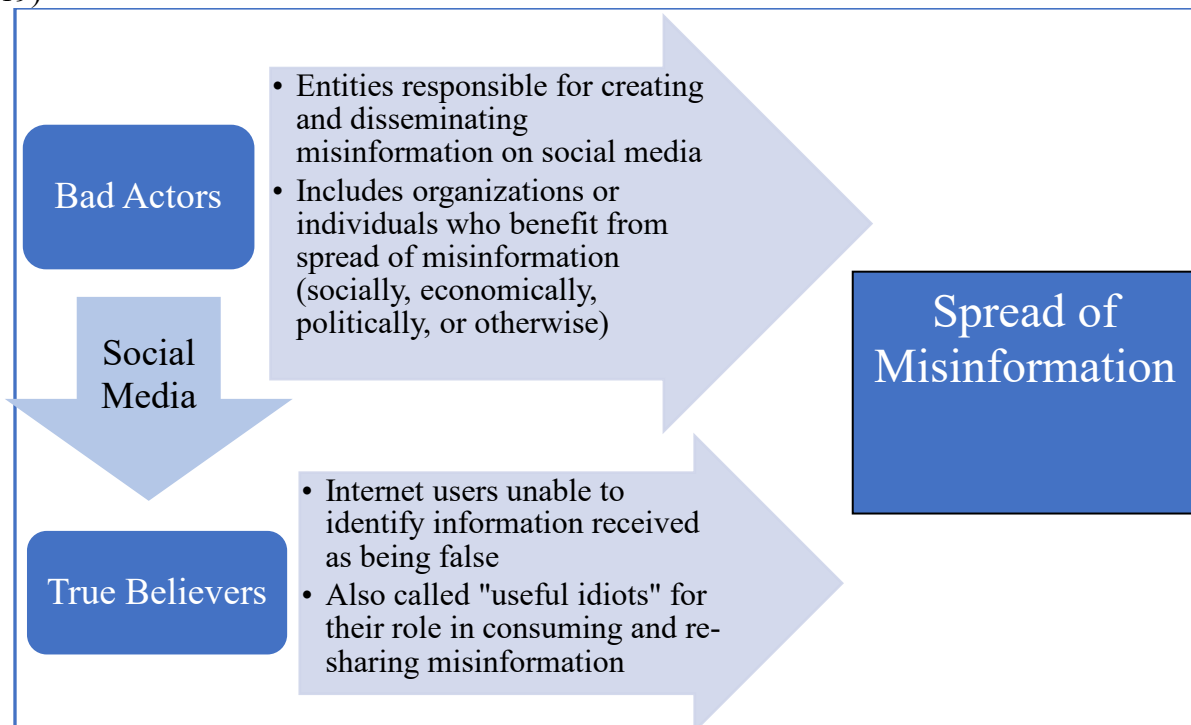 19)
Bad Actors
• Entities responsible for creating
and disseminating
misinformation on social media
• Includes organizations or
individuals who benefit from
spread of misinformation
(socially, economically,
politically, or otherwise)
Spread of
Misinformation
Social
Media
True Believers
• Internet users unable to
identify information received
as being false
• Also called "useful idiots" for
their role in consuming and re-
sharing misinformation